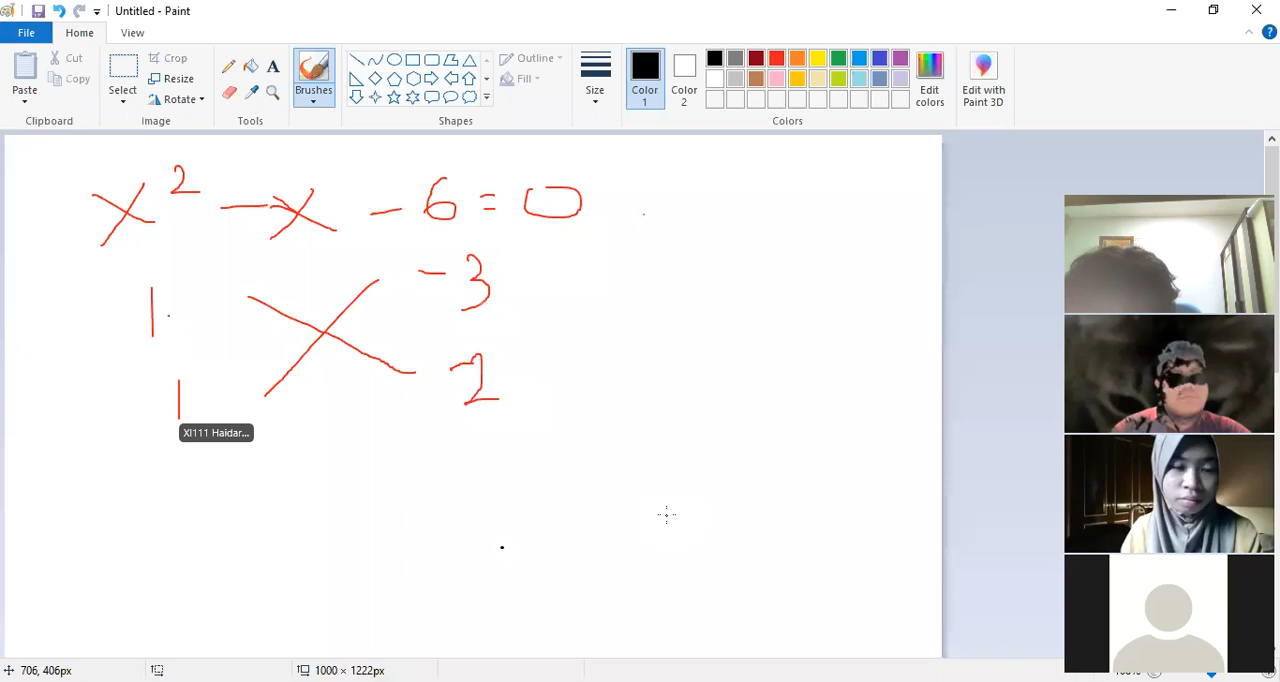 Untitled - Paint
File Home View
Paste Cut Copy
Select Crop Resize Rotate
Brushes
Outline
Fill
Size
Color 1 Color 2
Edit colors
Edit with Paint 3D
Clipboard Image Tools Shapes Colors
x² - x - 6 = 0
1 -3
1 2
XI111 Haidar...
706, 406px 1000 × 1222px